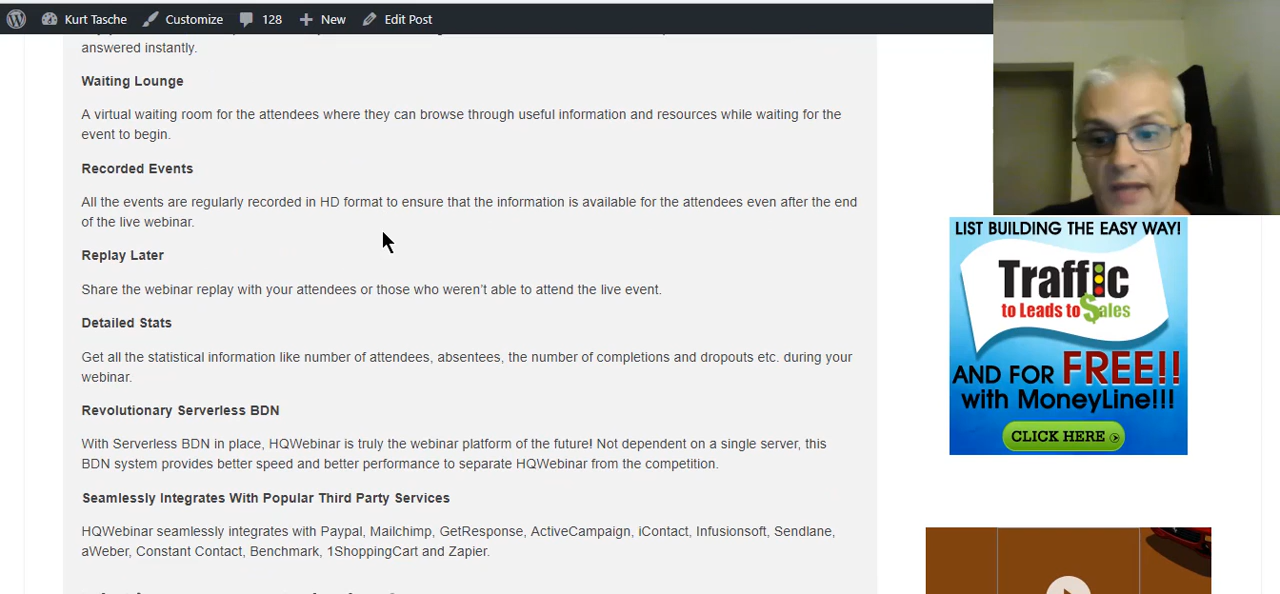 Kurt Tasche
Customize
128
New
Edit Post
answered instantly.
Waiting Lounge
A virtual waiting room for the attendees where they can browse through useful information and resources while waiting for the
event to begin.
Recorded Events
All the events are regularly recorded in HD format to ensure that the information is available for the attendees even after the end
of the live webinar.
Replay Later
Share the webinar replay with your attendees or those who weren't able to attend the live event.
Detailed Stats
Get all the statistical information like number of attendees, absentees, the number of completions and dropouts etc. during your
webinar.
Revolutionary Serverless BDN
With Serverless BDN in place, HQWebinar is truly the webinar platform of the future! Not dependent on a single server, this
BDN system provides better speed and better performance to separate HQWebinar from the competition.
Seamlessly Integrates With Popular Third Party Services
HQWebinar seamlessly integrates with Paypal, Mailchimp, GetResponse, ActiveCampaign, iContact, Infusionsoft, Sendlane,
aWeber, Constant Contact, Benchmark, 1ShoppingCart and Zapier.
LIST BUILDING THE EASY WAY!
Traffic
to Leads to $ales
AND FOR FREE!!
with MoneyLine!!!
CLICK HERE